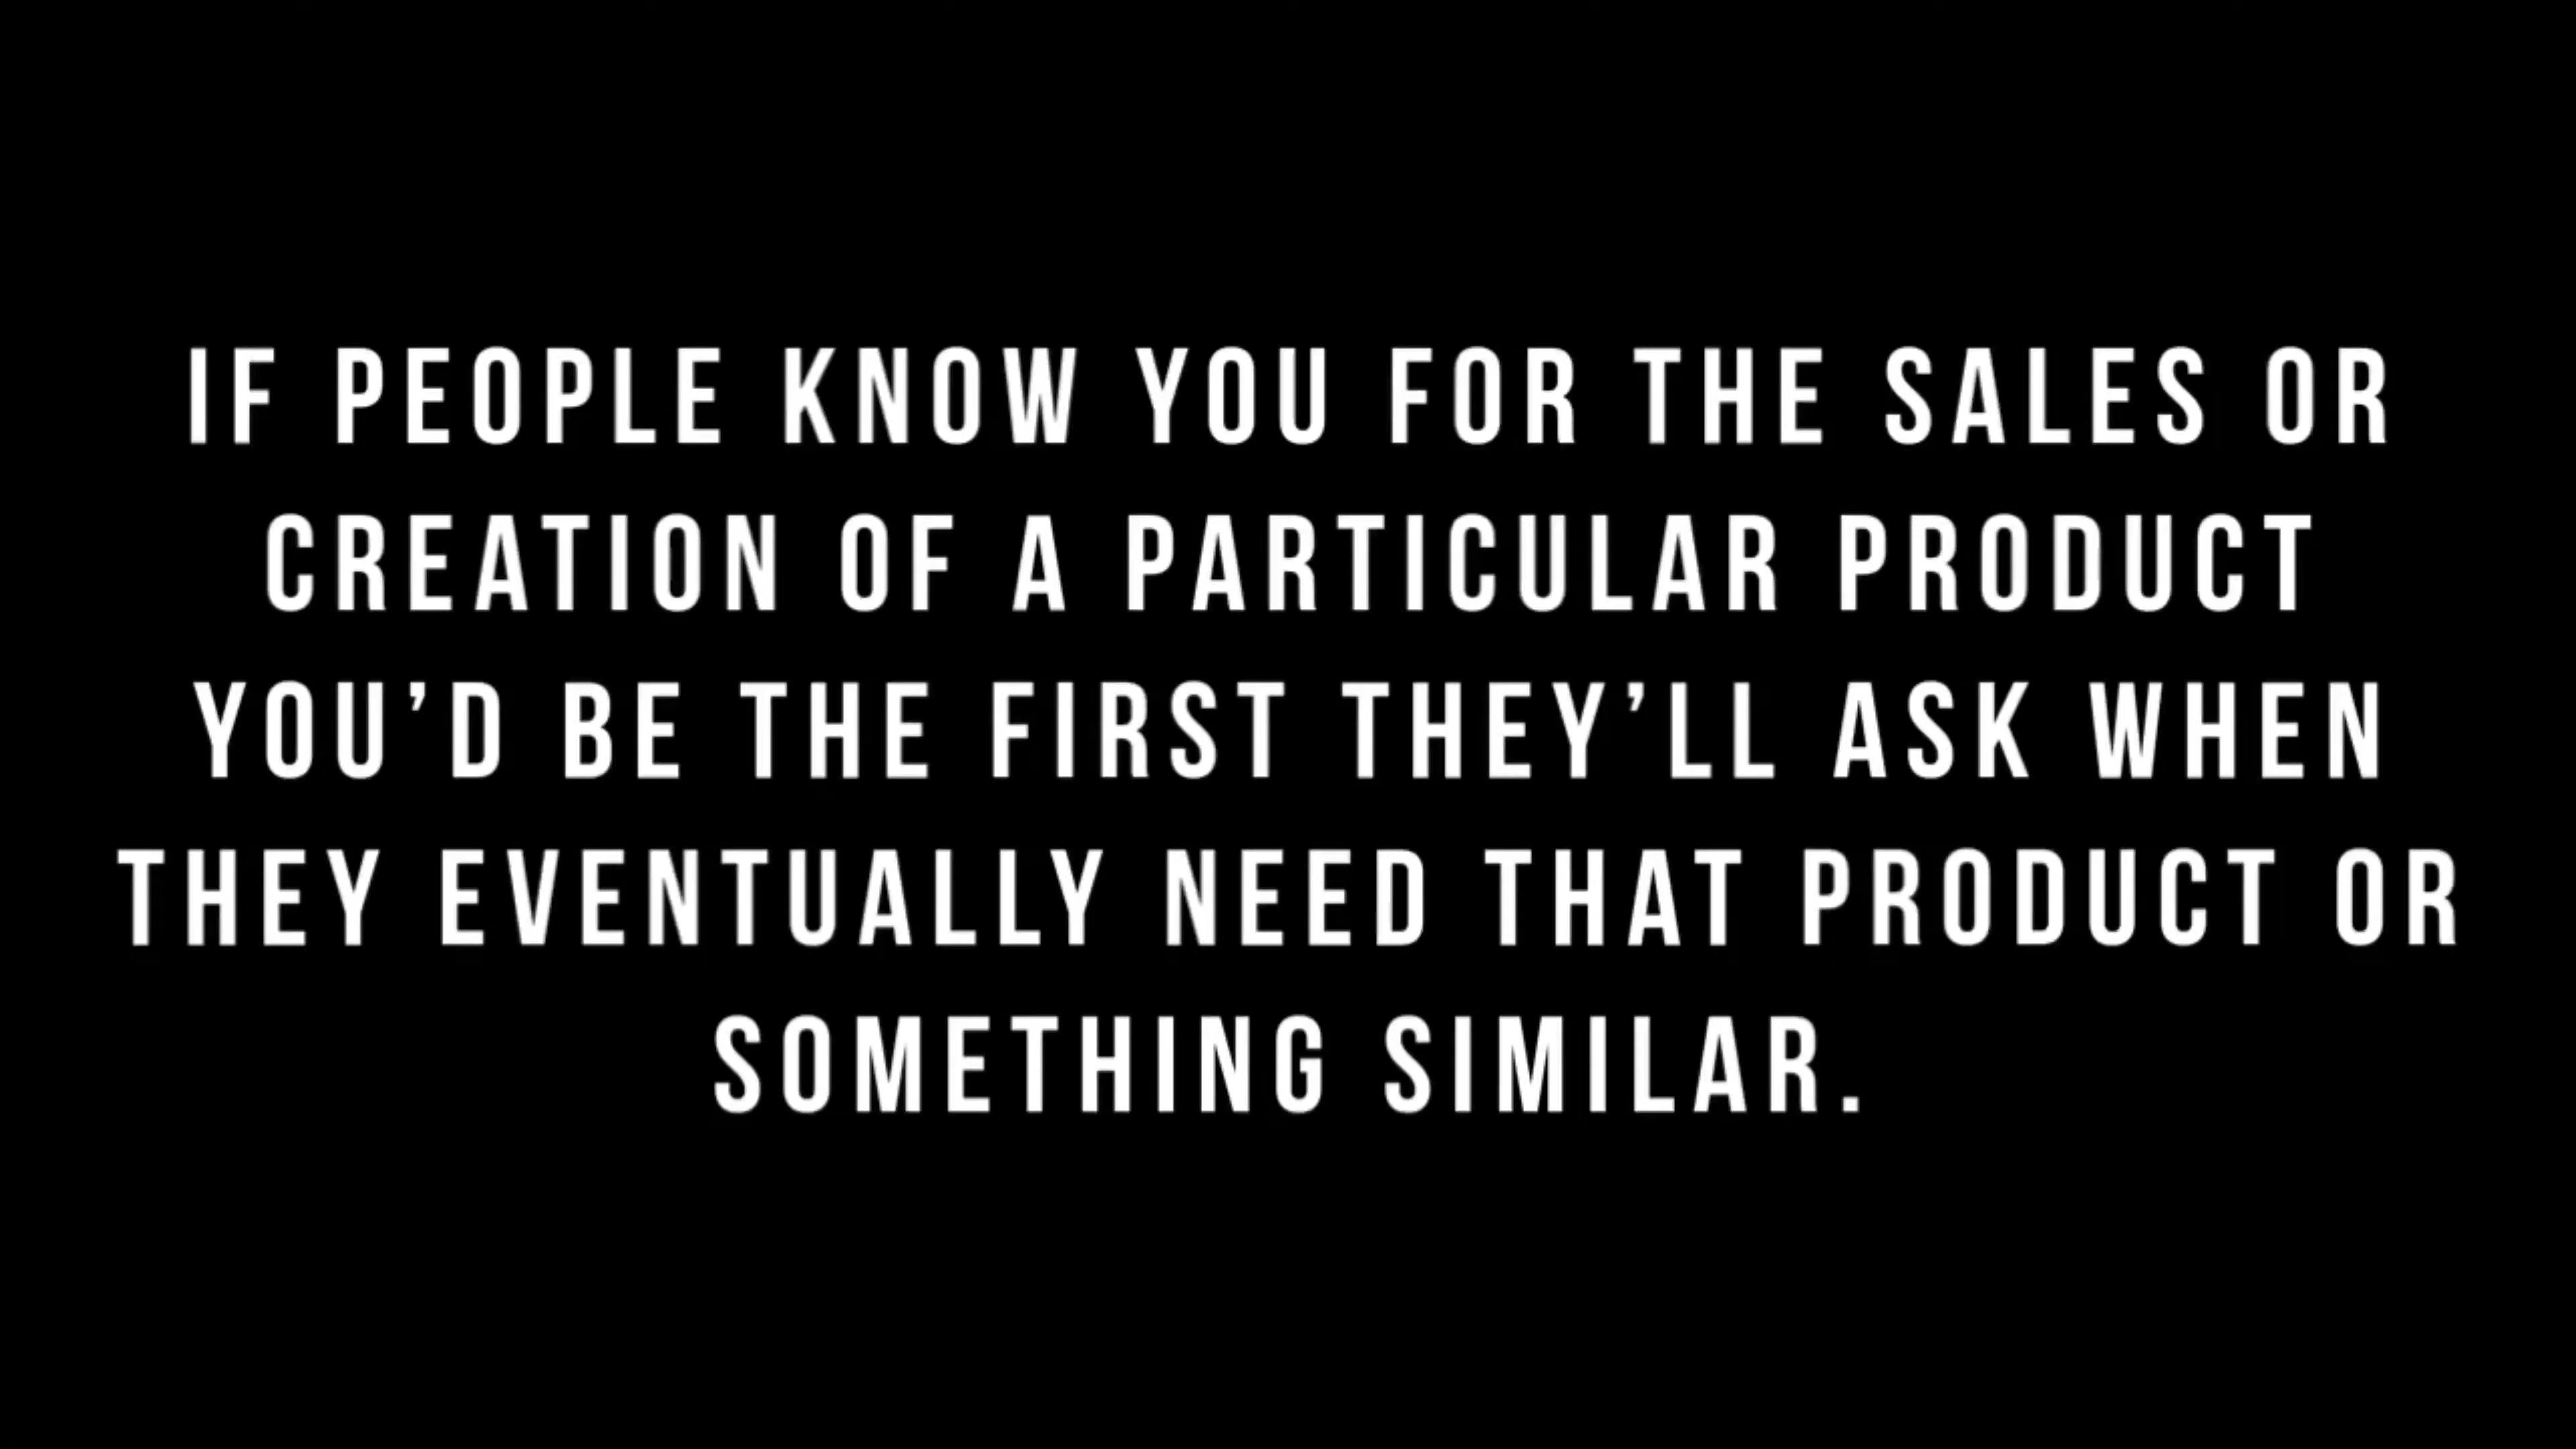 IF PEOPLE KNOW YOU FOR THE SALES OR
CREATION OF A PARTICULAR PRODUCT
YOU’D BE THE FIRST THEY’LL ASK WHEN
THEY EVENTUALLY NEED THAT PRODUCT OR
SOMETHING SIMILAR.